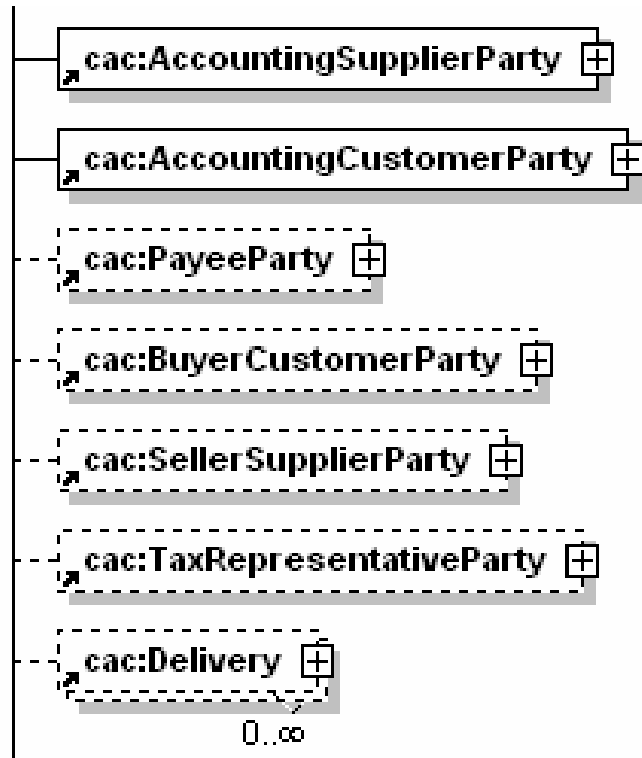 cac:AccountingSupplierParty
cac:AccountingCustomerParty
cac:PayeeParty
cac:BuyerCustomerParty
cac:SellerSupplierParty
cac:TaxRepresentativeParty
cac:Delivery
0..∞